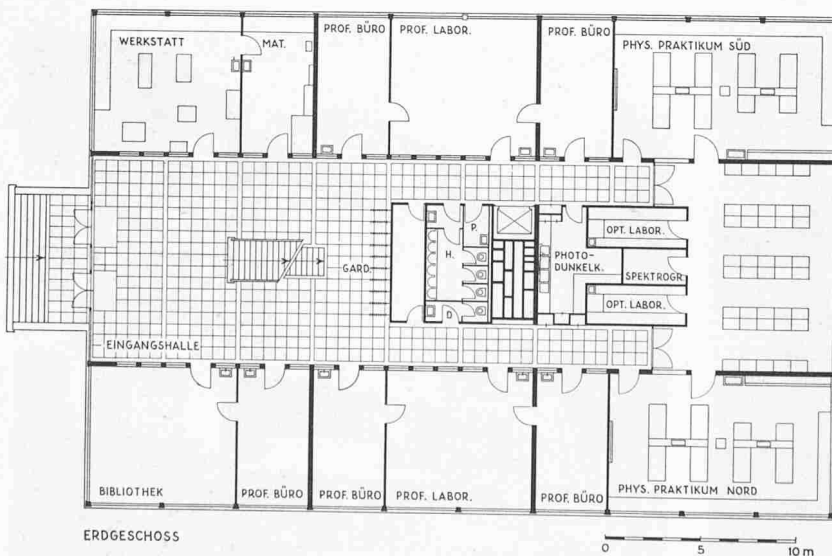 WERKSTATT
MAT.
PROF. BÜRO
PROF. LABOR.
PROF. BÜRO
PHYS. PRAKTIKUM SÜD
P.
H.
D
GARD.
PHOTO-
DUNKELK.
OPT. LABOR.
SPEKTROGR.
OPT. LABOR.
EINGANGSHALLE
BIBLIOTHEK
PROF. BÜRO
PROF. BÜRO
PROF. LABOR.
PROF. BÜRO
PHYS. PRAKTIKUM NORD
ERDGESCHOSS
0 5 10 m